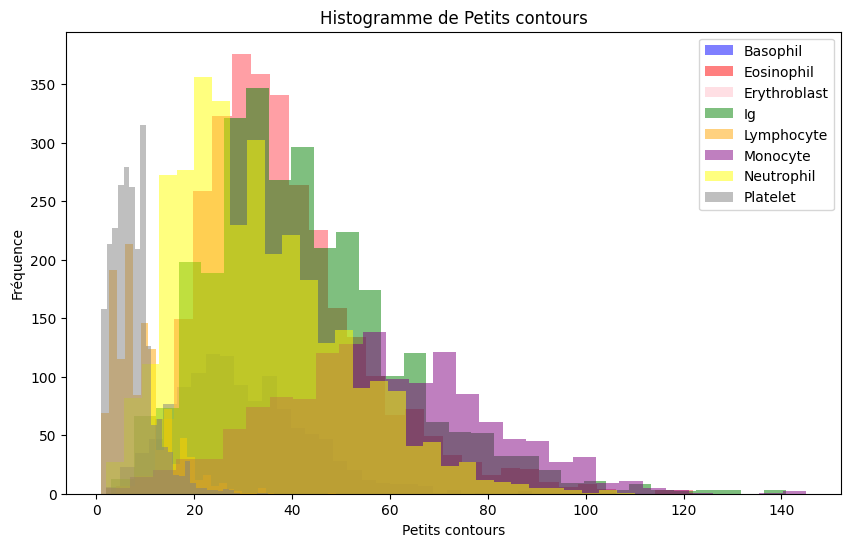 Histogramme de Petits contours
Basophil
Eosinophil
Erythroblast
Ig
Lymphocyte
Monocyte
Neutrophil
Platelet
Fréquence
350
300
250
200
150
100
50
0
0 20 40 60 80 100 120 140
Petits contours